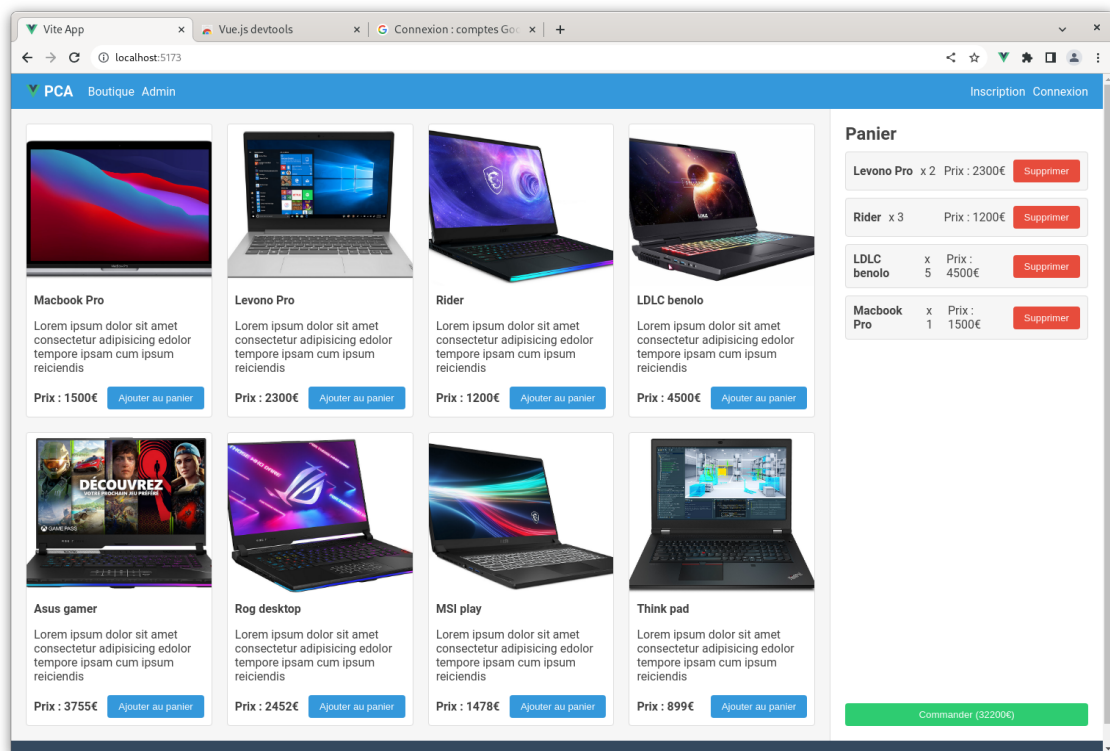 Vite App
Vue.js devtools
Connexion : comptes Goo
localhost:5173
PCA Boutique Admin
Inscription Connexion
Macbook Pro
Lorem ipsum dolor sit amet
consectetur adipisicing edolor
tempore ipsam cum ipsum
reiciendis
Prix : 1500€ Ajouter au panier
Levono Pro
Lorem ipsum dolor sit amet
consectetur adipisicing edolor
tempore ipsam cum ipsum
reiciendis
Prix : 2300€ Ajouter au panier
Rider
Lorem ipsum dolor sit amet
consectetur adipisicing edolor
tempore ipsam cum ipsum
reiciendis
Prix : 1200€ Ajouter au panier
LDLC
LDLC benolo
Lorem ipsum dolor sit amet
consectetur adipisicing edolor
tempore ipsam cum ipsum
reiciendis
Prix : 4500€ Ajouter au panier
DÉCOUVREZ
VOTRE PROCHAIN JEU PRÉFÉRÉ
GAME PASS
Asus gamer
Lorem ipsum dolor sit amet
consectetur adipisicing edolor
tempore ipsam cum ipsum
reiciendis
Prix : 3755€ Ajouter au panier
Rog desktop
Lorem ipsum dolor sit amet
consectetur adipisicing edolor
tempore ipsam cum ipsum
reiciendis
Prix : 2452€ Ajouter au panier
MSI play
Lorem ipsum dolor sit amet
consectetur adipisicing edolor
tempore ipsam cum ipsum
reiciendis
Prix : 1478€ Ajouter au panier
ThinkPad
Think pad
Lorem ipsum dolor sit amet
consectetur adipisicing edolor
tempore ipsam cum ipsum
reiciendis
Prix : 899€ Ajouter au panier
Panier
Levono Pro x 2 Prix : 2300€ Supprimer
Rider x 3 Prix : 1200€ Supprimer
LDLC x Prix :
benolo 5 4500€ Supprimer
Macbook x Prix :
Pro 1 1500€ Supprimer
Commander (32200€)